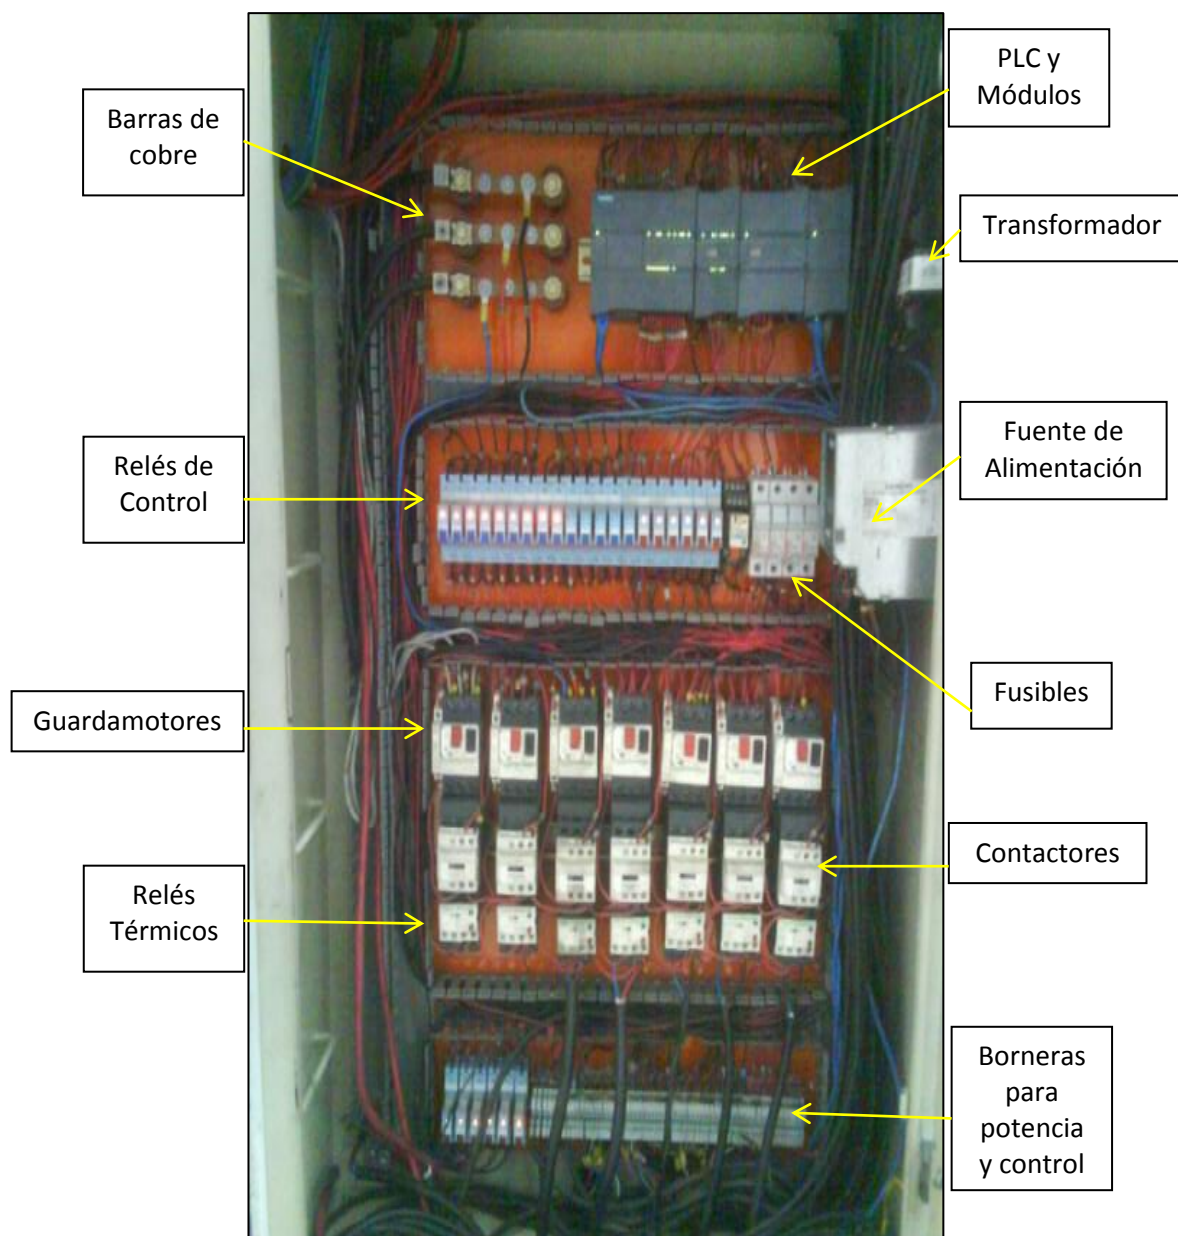 PLC y
Módulos
Barras de
cobre
Transformador
Relés de
Control
Fuente de
Alimentación
Guardamotores
Fusibles
Contactores
Relés
Térmicos
Borneras
para
potencia
y control